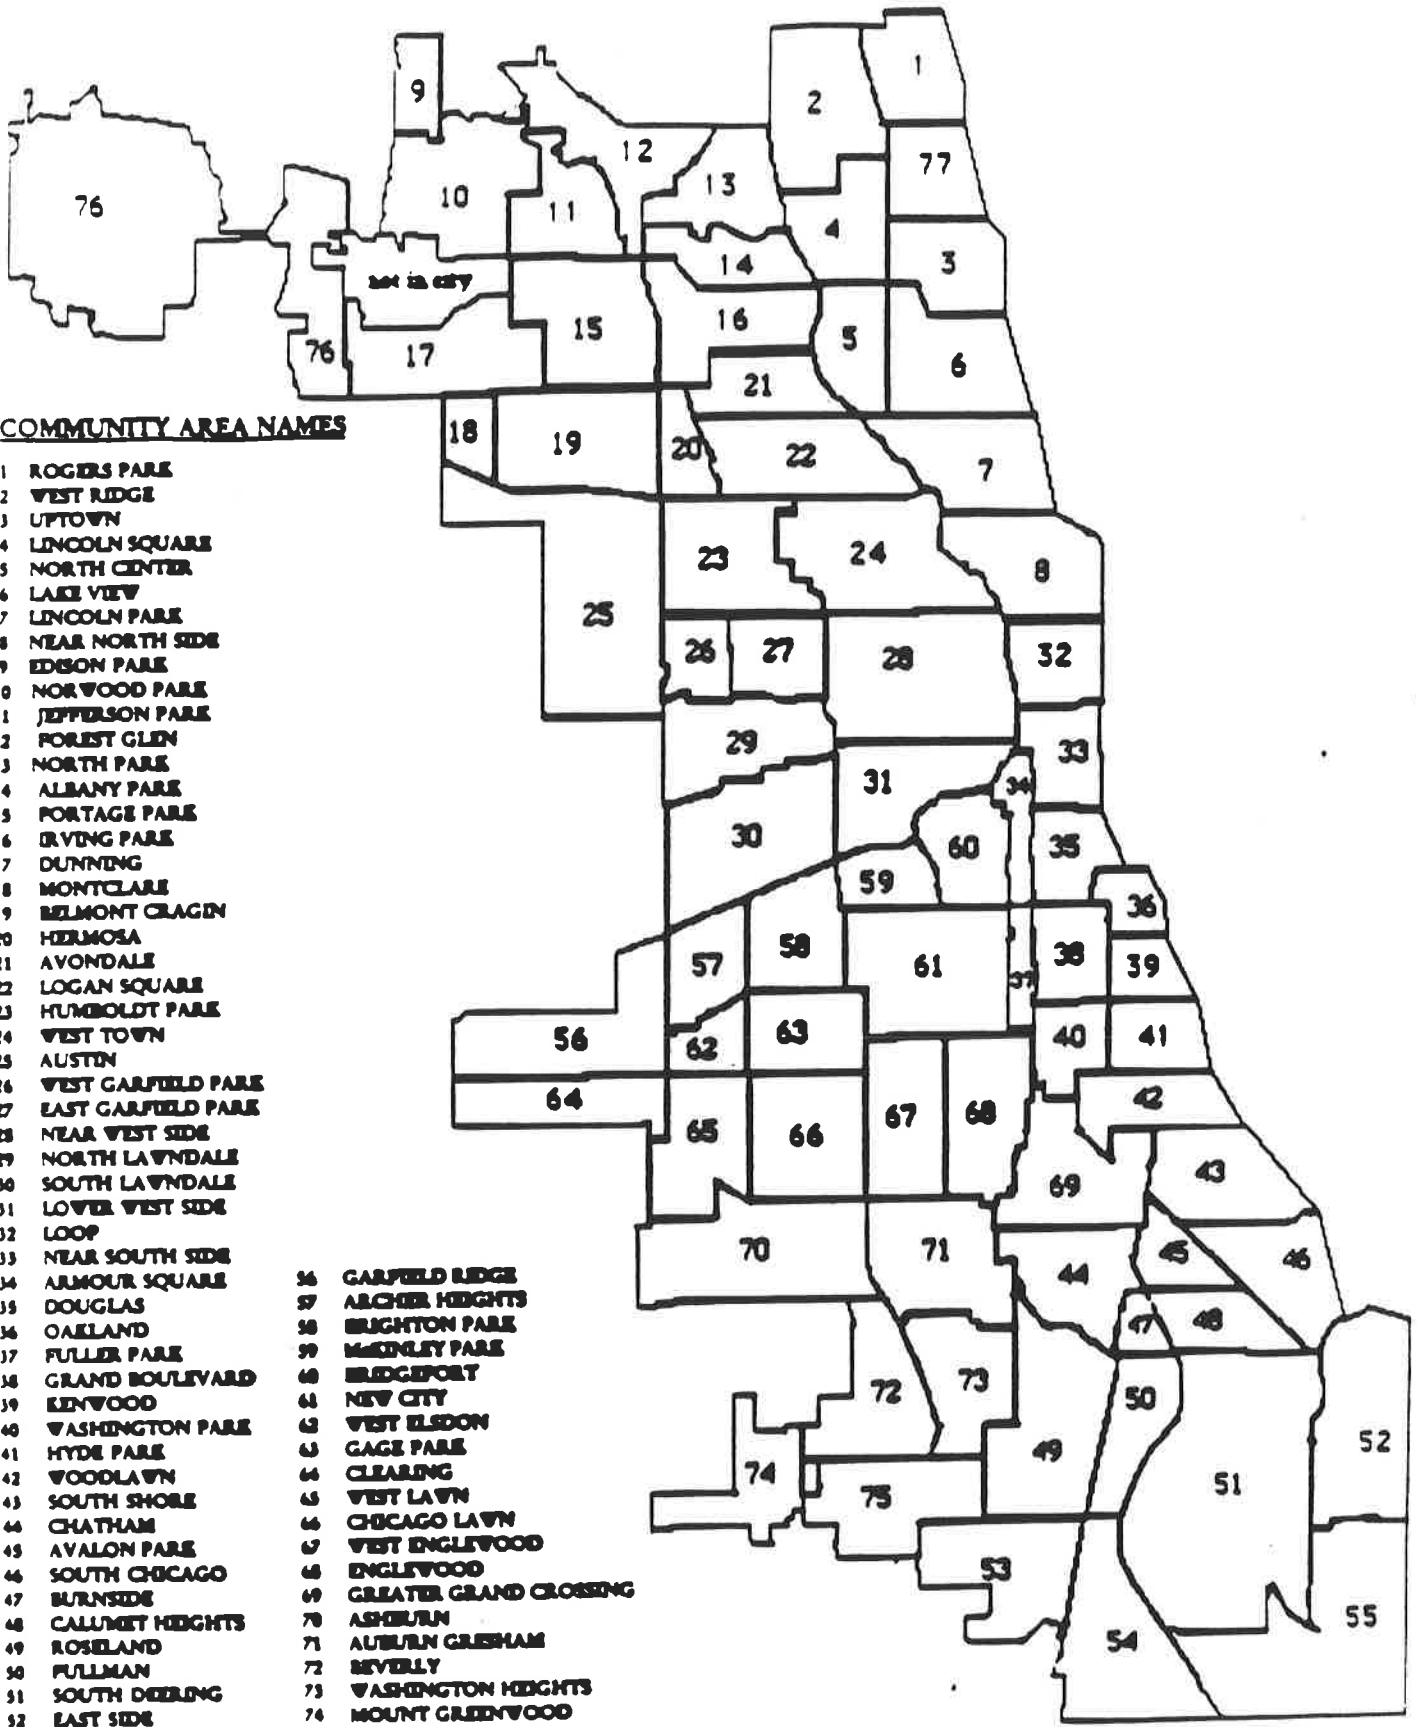 1
9
2
12
77
13
10
76
11
4
3
14
not in city
16
15
5
76
17
6
21
COMMUNITY AREA NAMES
18
19
20
22
7
23
24
8
25
26
27
28
32
29
33
31
34
30
60
35
59
36
57
58
61
37
38
39
56
62
63
40
41
64
65
66
67
68
42
69
43
70
71
44
45
46
47
48
72
73
50
49
52
74
75
51
53
54
55
1 ROGERS PARK
2 WEST RIDGE
3 UPTOWN
4 LINCOLN SQUARE
5 NORTH CENTER
6 LAKE VIEW
7 LINCOLN PARK
8 NEAR NORTH SIDE
9 EDISON PARK
0 NORWOOD PARK
1 JEFFERSON PARK
2 FOREST GLEN
3 NORTH PARK
4 ALBANY PARK
5 PORTAGE PARK
6 IRVING PARK
7 DUNNING
8 MONTCLARE
9 BELMONT CRAGIN
20 HERMOSA
21 AVONDALE
22 LOGAN SQUARE
23 HUMBOLDT PARK
24 WEST TOWN
25 AUSTIN
26 WEST GARFIELD PARK
27 EAST GARFIELD PARK
28 NEAR WEST SIDE
29 NORTH LAWNDALE
30 SOUTH LAWNDALE
31 LOWER WEST SIDE
32 LOOP
33 NEAR SOUTH SIDE
34 ARMOUR SQUARE
35 DOUGLAS
36 OAKLAND
37 FULLER PARK
38 GRAND BOULEVARD
39 KENWOOD
40 WASHINGTON PARK
41 HYDE PARK
42 WOODLAWN
43 SOUTH SHORE
44 CHATHAM
45 AVALON PARK
46 SOUTH CHICAGO
47 BURNSIDE
48 CALUMET HEIGHTS
49 ROSELAND
50 PULLMAN
51 SOUTH DEERING
52 EAST SIDE
56 GARFIELD RIDGE
57 ARCHER HEIGHTS
58 BRIGHTON PARK
59 McKINLEY PARK
60 BRIDGEPORT
61 NEW CITY
62 WEST ELSDON
63 GAGE PARK
64 CLEARING
65 WEST LAWN
66 CHICAGO LAWN
67 WEST ENGLEWOOD
68 ENGLEWOOD
69 GREATER GRAND CROSSING
70 ASHBURN
71 AUBURN GRESHAM
72 BEVERLY
73 WASHINGTON HEIGHTS
74 MOUNT GREENWOOD